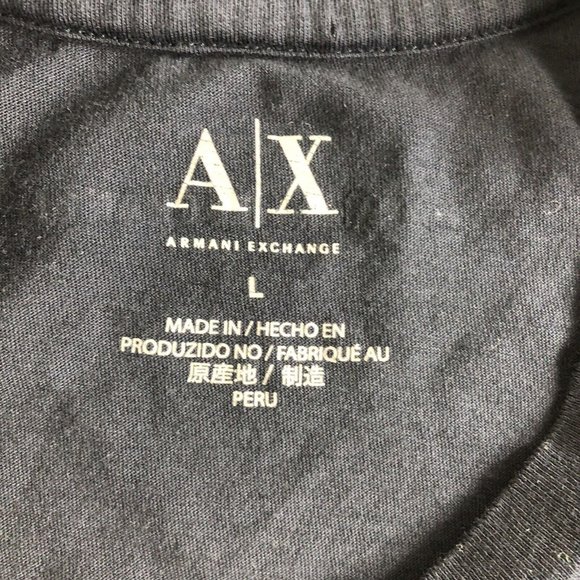 A|X
ARMANI EXCHANGE
L
MADE IN / HECHO EN
PRODUZIDO NO / FABRIQUÉ AU
原産地 / 制造
PERU